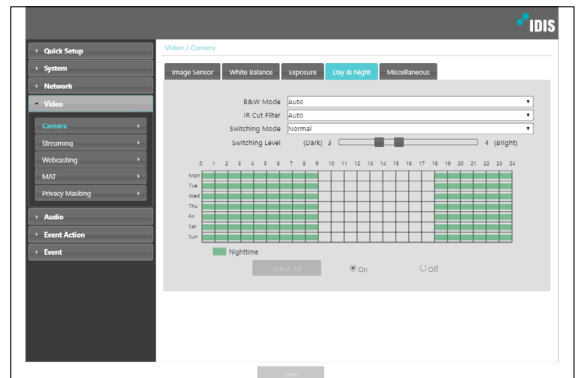 IDIS
Quick Setup
System
Network
Video
Camera
Streaming
Webcasting
MAT
Privacy Masking
Audio
Event Action
Event
Video / Camera
Image Sensor White Balance Exposure Day & Night Miscellaneous
B&W Mode Auto
IR Cut Filter Auto
Switching Mode Normal
Switching Level (Dark) 3 4 (Bright)
0 1 2 3 4 5 6 7 8 9 10 11 12 13 14 15 16 17 18 19 20 21 22 23 24
Mon
Tue
Wed
Thu
Fri
Sat
Sun
Nighttime
Select All On Off
Save